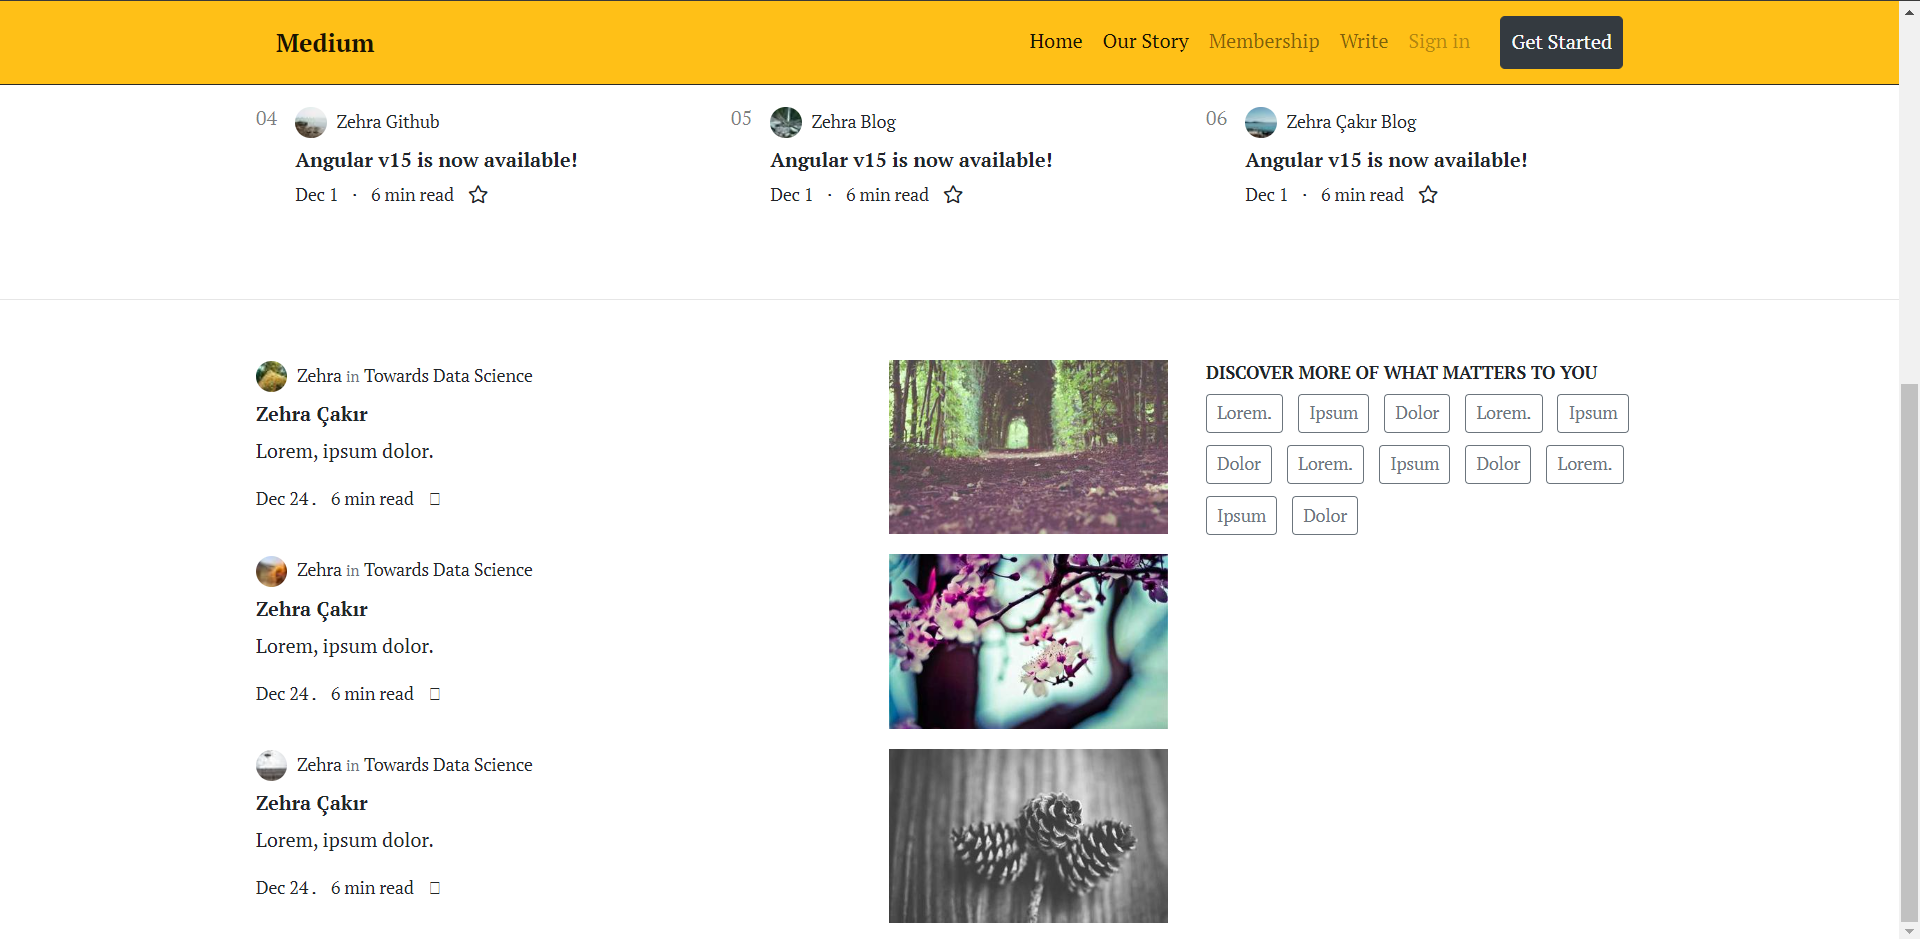 Medium
Home Our Story Membership Write Sign in Get Started
04 Zehra Github
Angular v15 is now available!
Dec 1 · 6 min read
05 Zehra Blog
Angular v15 is now available!
Dec 1 · 6 min read
06 Zehra Çakır Blog
Angular v15 is now available!
Dec 1 · 6 min read
Zehra in Towards Data Science
Zehra Çakır
Lorem, ipsum dolor.
Dec 24 . 6 min read
Zehra in Towards Data Science
Zehra Çakır
Lorem, ipsum dolor.
Dec 24 . 6 min read
Zehra in Towards Data Science
Zehra Çakır
Lorem, ipsum dolor.
Dec 24 . 6 min read
DISCOVER MORE OF WHAT MATTERS TO YOU
Lorem. Ipsum Dolor Lorem. Ipsum
Dolor Lorem. Ipsum Dolor Lorem.
Ipsum Dolor